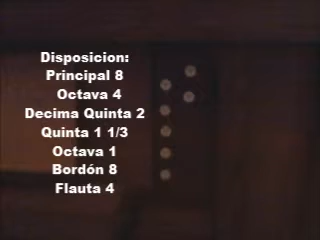 Disposicion:
Principal 8
Octava 4
Decima Quinta 2
Quinta 1 1/3
Octava 1
Bordón 8
Flauta 4